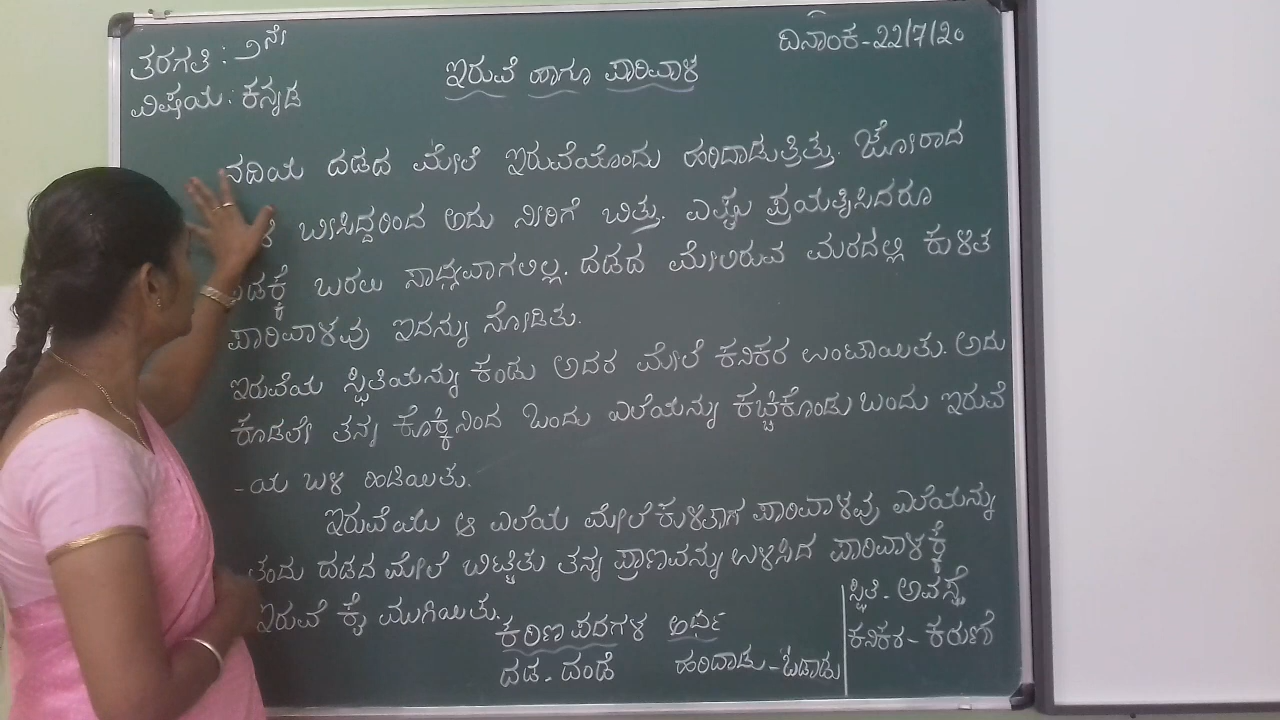 ತರಗತಿ : ೨ನೇ
ದಿನಾಂಕ - 22/7/20
ವಿಷಯ : ಕನ್ನಡ
ಇರುವೆ ಹಾಗೂ ಪಾರಿವಾಳ
ನದಿಯ ದಡದ ಮೇಲೆ ಇರುವೆಯೊಂದು ಹರಿದಾಡುತ್ತಿತ್ತು. ಜೋರಾದ
ಬೀಸಿದ್ದರಿಂದ ಅದು ನೀರಿಗೆ ಬಿತ್ತು. ಎಷ್ಟು ಪ್ರಯತ್ನಿಸಿದರೂ
ದಡಕ್ಕೆ ಬರಲು ಸಾಧ್ಯವಾಗಲಿಲ್ಲ. ದಡದ ಮೇಲಿರುವ ಮರದಲ್ಲಿ ಕುಳಿತ
ಪಾರಿವಾಳವು ಇದನ್ನು ನೋಡಿತು.
ಇರುವೆಯ ಸ್ಥಿತಿಯನ್ನು ಕಂಡು ಅದರ ಮೇಲೆ ಕನಿಕರ ಉಂಟಾಯಿತು. ಅದು
ಕೂಡಲೇ ತನ್ನ ಕೊಕ್ಕಿನಿಂದ ಒಂದು ಎಲೆಯನ್ನು ಕಚ್ಚಿಕೊಂಡು ಬಂದು ಇರುವೆ
-ಯ ಬಳಿ ಹಿಡಿಯಿತು.
ಇರುವೆಯು ಆ ಎಲೆಯ ಮೇಲೆ ಕುಳಿತಾಗ ಪಾರಿವಾಳವು ಎಲೆಯನ್ನು
ತಂದು ದಡದ ಮೇಲೆ ಬಿಟ್ಟಿತು ತನ್ನ ಪ್ರಾಣವನ್ನು ಉಳಿಸಿದ ಪಾರಿವಾಳಕ್ಕೆ
ಇರುವೆ ಕೈ ಮುಗಿಯಿತು.
ಕಠಿಣ ಪದಗಳ ಅರ್ಥ
ದಡ - ದಂಡೆ
ಹರಿದಾಡು - ಓಡಾಡು
ಸ್ಥಿತಿ - ಅವಸ್ಥೆ
ಕನಿಕರ - ಕರುಣೆ